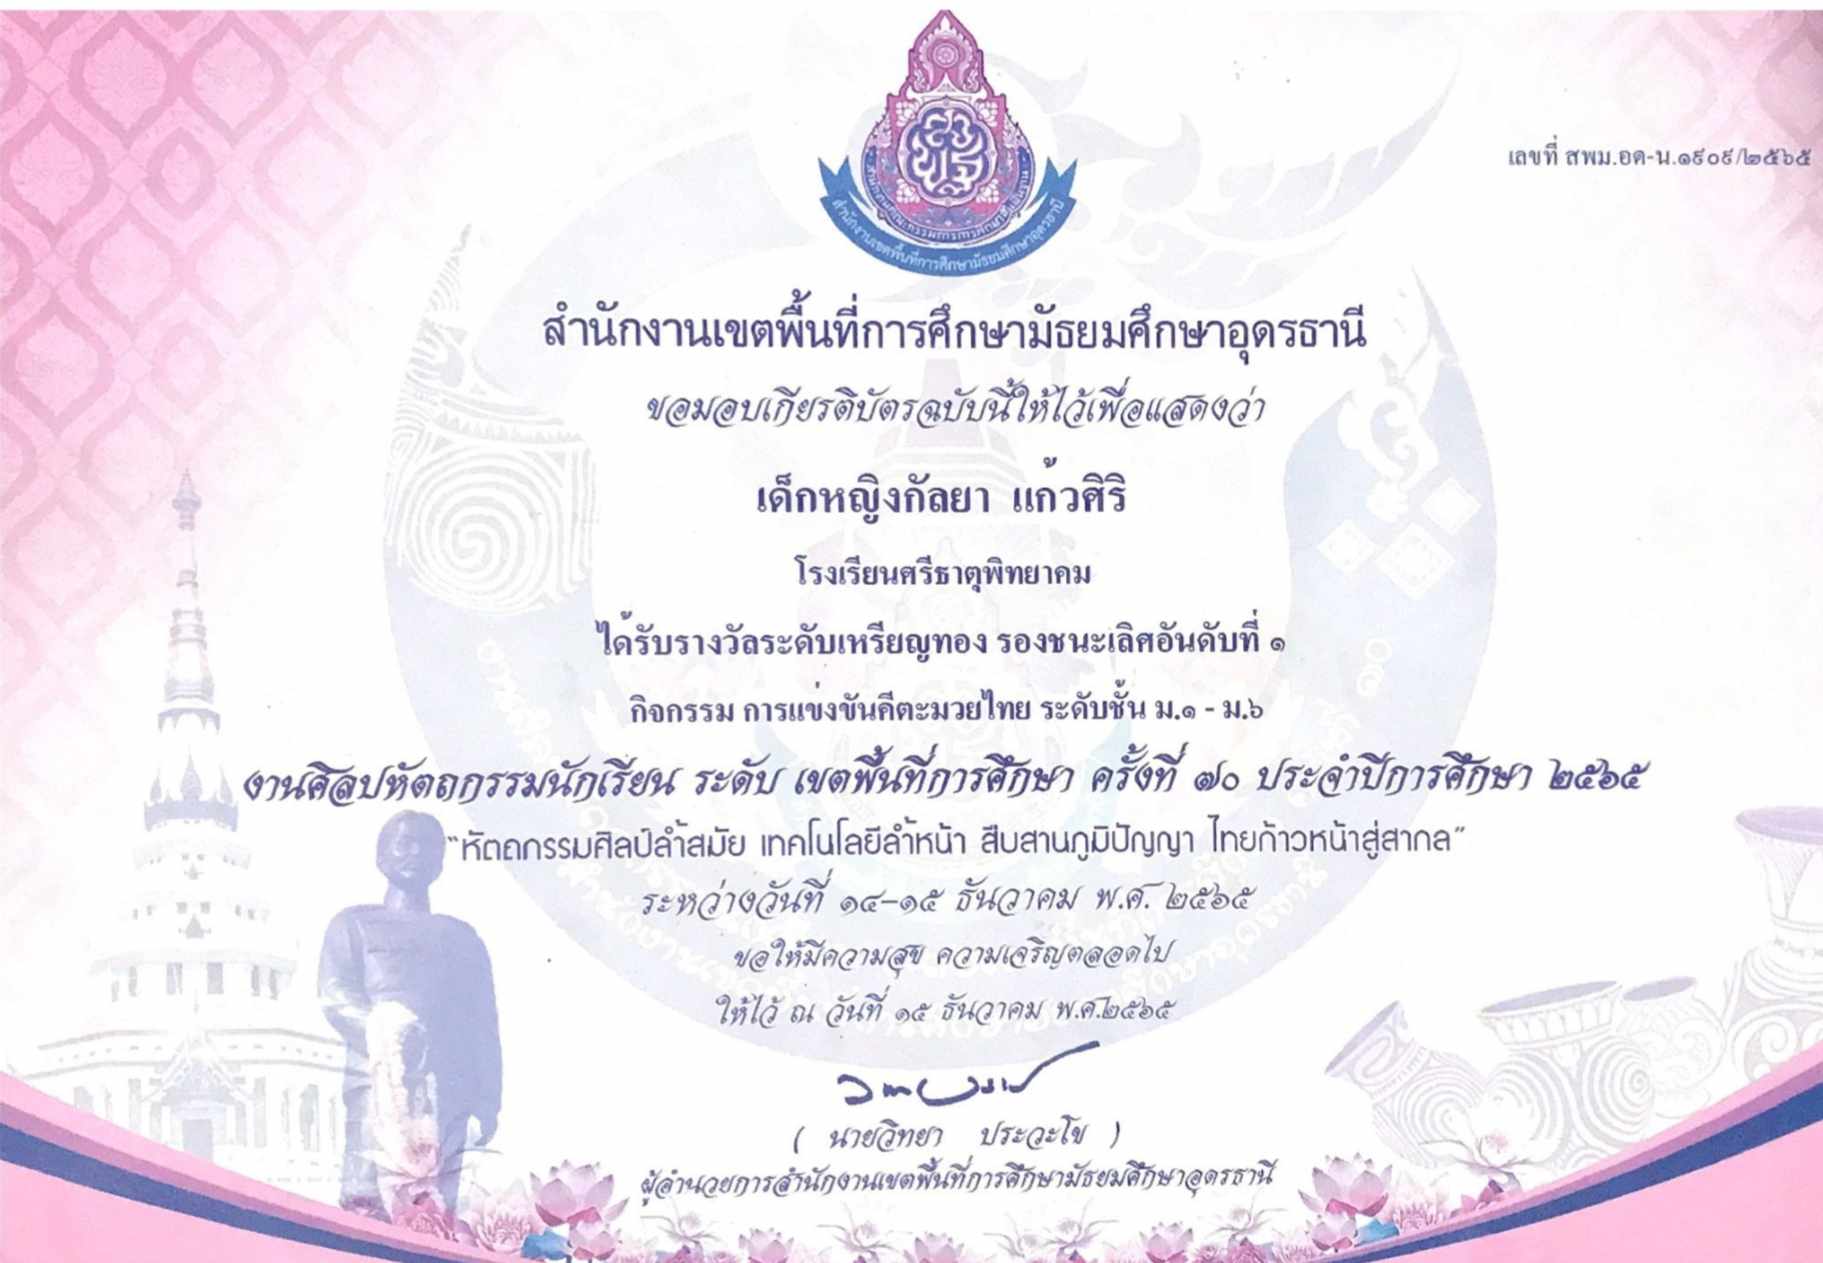 เลขที่ สพม.อด-น.๑๙๐๙/๒๕๖๕
สำนักงานเขตพื้นที่การศึกษามัธยมศึกษาอุดรธานี
สำนักงานเขตพื้นที่การศึกษามัธยมศึกษาอุดรธานี
ขอมอบเกียรติบัตรฉบับนี้ให้ไว้เพื่อแสดงว่า
เด็กหญิงกัลยา แก้วศิริ
โรงเรียนศรีธาตุพิทยาคม
ได้รับรางวัลระดับเหรียญทอง รองชนะเลิศอันดับที่ ๑
กิจกรรม การแข่งขันคีตะมวยไทย ระดับชั้น ม.๑ - ม.๖
งานศิลปหัตถกรรมนักเรียน ระดับ เขตพื้นที่การศึกษา ครั้งที่ ๗๐ ประจำปีการศึกษา ๒๕๖๕
"หัตถกรรมศิลป์ล้ำสมัย เทคโนโลยีล้ำหน้า สืบสานภูมิปัญญา ไทยก้าวหน้าสู่สากล"
ระหว่างวันที่ ๑๔-๑๕ ธันวาคม พ.ศ. ๒๕๖๕
ขอให้มีความสุข ความเจริญตลอดไป
ให้ไว้ ณ วันที่ ๑๕ ธันวาคม พ.ศ.๒๕๖๕
( นายวิทยา ประวะโข )
ผู้อำนวยการสำนักงานเขตพื้นที่การศึกษามัธยมศึกษาอุดรธานี